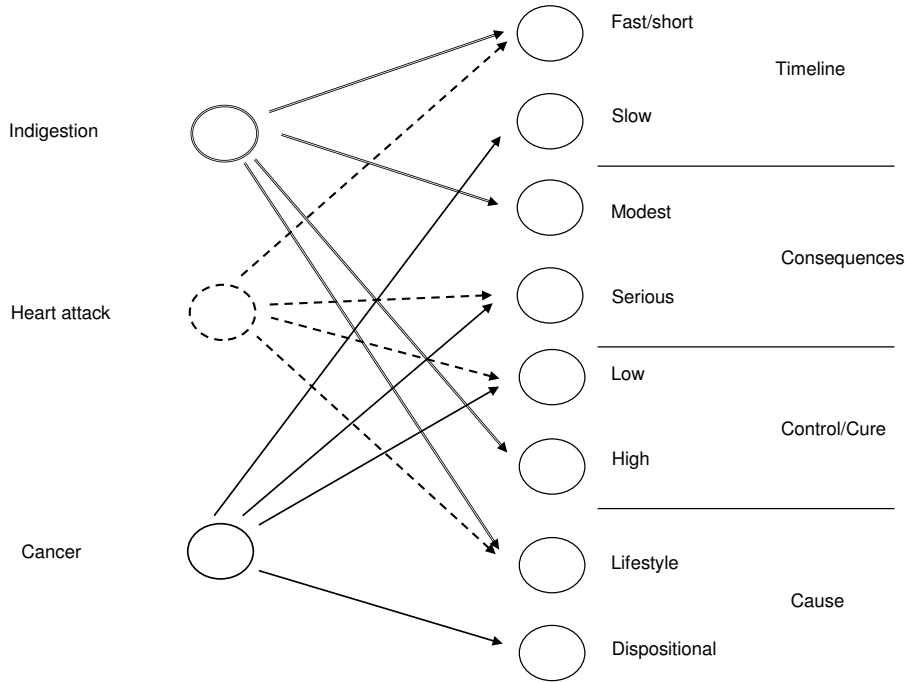 Fast/short
Timeline
Indigestion
Slow
Modest
Consequences
Heart attack
Serious
Low
Control/Cure
High
Cancer
Lifestyle
Cause
Dispositional